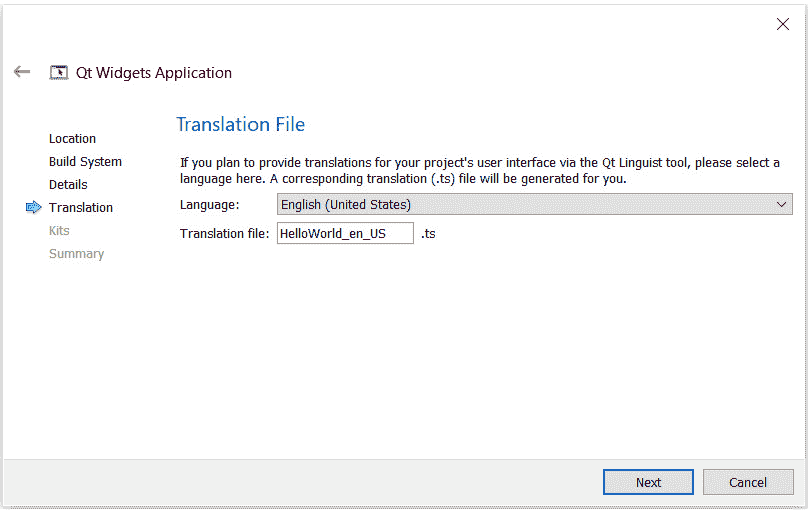 Qt Widgets Application
Location
Build System
Details
Translation
Kits
Summary
Translation File
If you plan to provide translations for your project's user interface via the Qt Linguist tool, please select a
language here. A corresponding translation (.ts) file will be generated for you.
Language: English (United States)
Translation file: HelloWorld_en_US .ts
Next Cancel